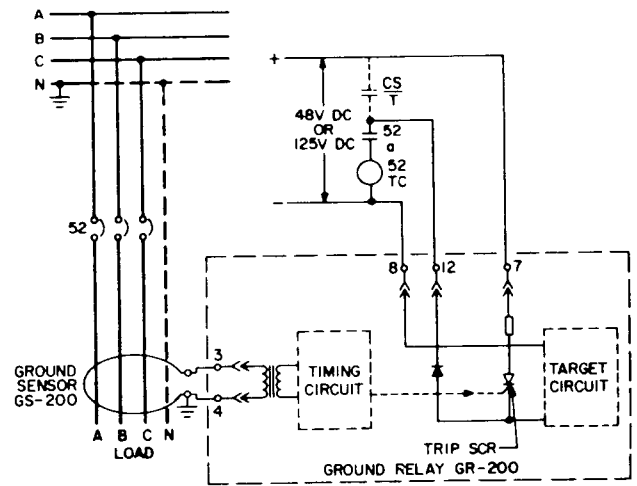 A
B
C
N
+
CS
T
48V DC
OR
125V DC
52
a
52
TC
-
52
8
12
7
3
GROUND
SENSOR
GS-200
TIMING
CIRCUIT
TARGET
CIRCUIT
4
A B C N
LOAD
TRIP SCR
GROUND RELAY GR-200